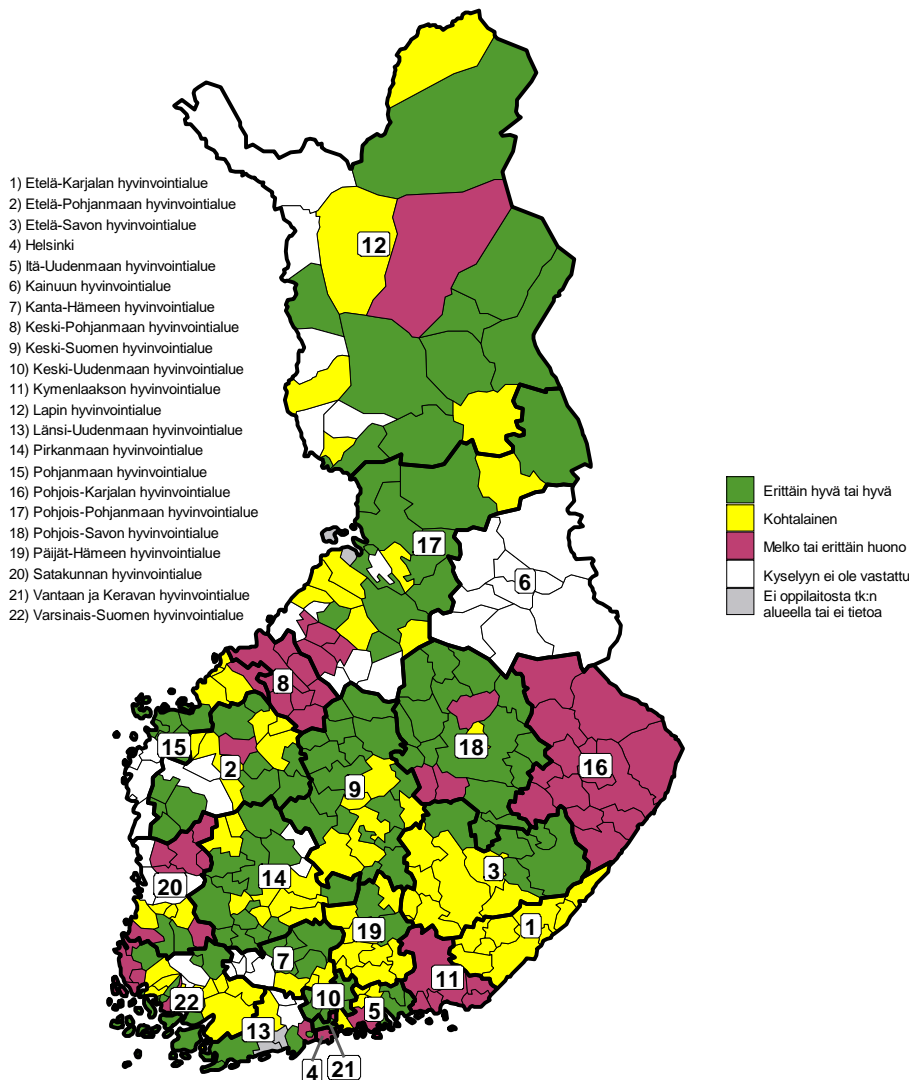 1) Etelä-Karjalan hyvinvointialue
2) Etelä-Pohjanmaan hyvinvointialue
3) Etelä-Savon hyvinvointialue
4) Helsinki
5) Itä-Uudenmaan hyvinvointialue
6) Kainuun hyvinvointialue
7) Kanta-Hämeen hyvinvointialue
8) Keski-Pohjanmaan hyvinvointialue
9) Keski-Suomen hyvinvointialue
10) Keski-Uudenmaan hyvinvointialue
11) Kymenlaakson hyvinvointialue
12) Lapin hyvinvointialue
13) Länsi-Uudenmaan hyvinvointialue
14) Pirkanmaan hyvinvointialue
15) Pohjanmaan hyvinvointialue
16) Pohjois-Karjalan hyvinvointialue
17) Pohjois-Pohjanmaan hyvinvointialue
18) Pohjois-Savon hyvinvointialue
19) Päijät-Hämeen hyvinvointialue
20) Satakunnan hyvinvointialue
21) Vantaan ja Keravan hyvinvointialue
22) Varsinais-Suomen hyvinvointialue
Erittäin hyvä tai hyvä
Kohtalainen
Melko tai erittäin huono
Kyselyyn ei ole vastattu
Ei oppilaitosta tk:n
alueella tai ei tietoa
12
17
6
8
15
2
18
16
9
3
14
20
19
1
7
11
10
22
5
13
4
21